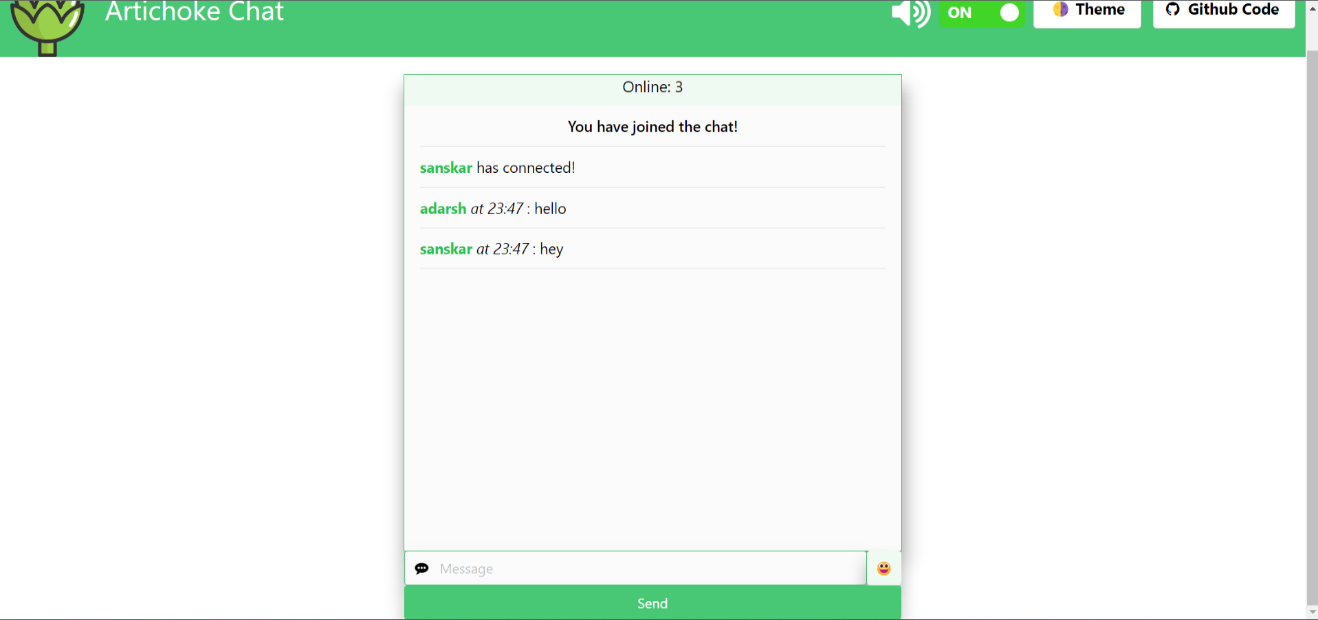 Artichoke Chat
ON
Theme
Github Code
Online: 3
You have joined the chat!
sanskar has connected!
adarsh at 23:47 : hello
sanskar at 23:47 : hey
Message
Send